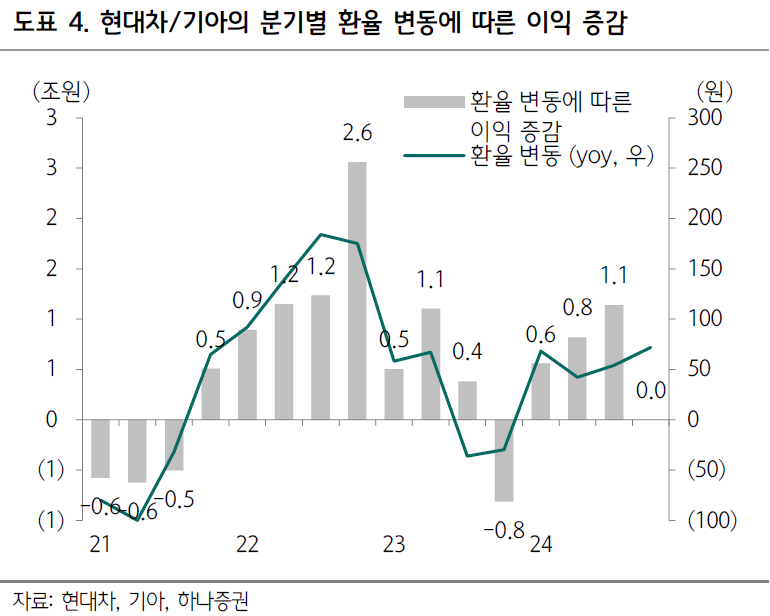 도표 4. 현대차/기아의 분기별 환율 변동에 따른 이익 증감
(조원) (원)
환율 변동에 따른
이익 증감
환율 변동 (yoy, 우)
3 300
3 250
2 200
2 150
1 100
1 50
0 0
(1) (50)
(1) (100)
-0.6 -0.6 -0.5 0.5 0.9 1.2 1.2 2.6 0.5 1.1 0.4 -0.8 0.6 0.8 1.1 0.0
21 22 23 24
자료: 현대차, 기아, 하나증권